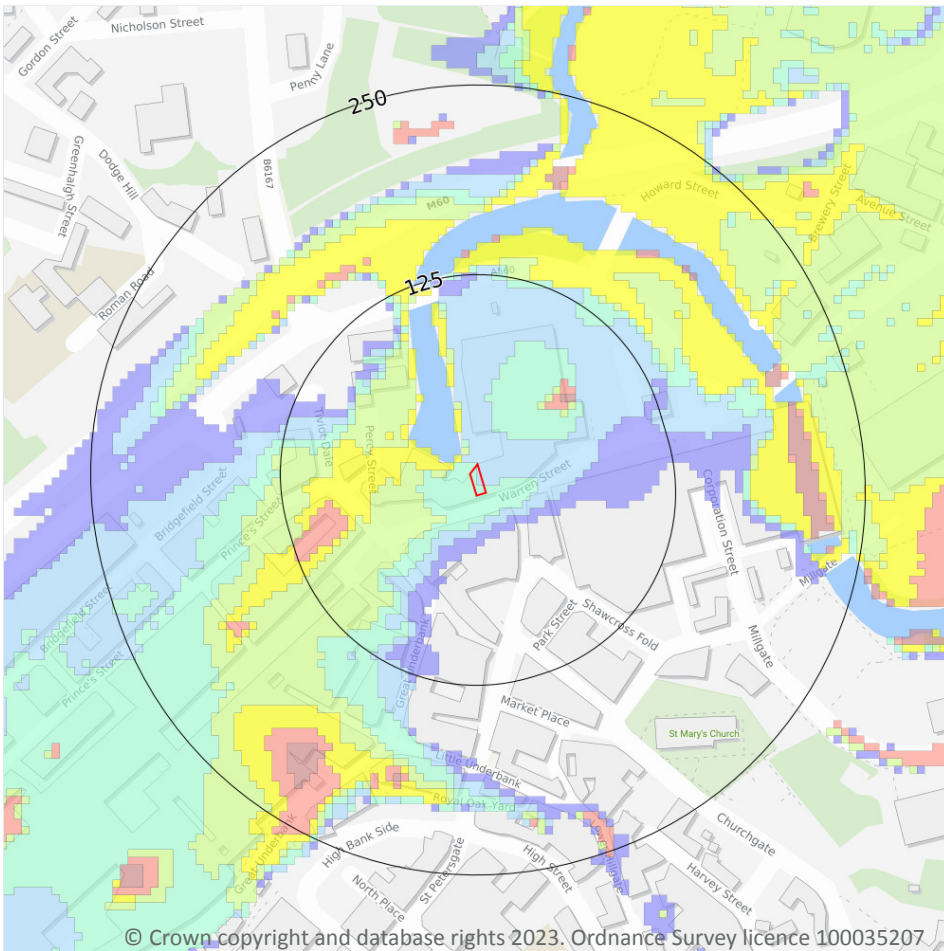 Nicholson Street
Gordon Street
Penny Lane
250
Greenhalgh Street
Dodge Hill
B6167
Howard Street
Brewery Street
Avenue Street
M60
Roman Road
A560
125
Tiviot Dale
Percy Street
Warren Street
Corporation Street
Bridgefield Street
Prince's Street
Millgate
Bridgefield Street
Prince's Street
Great Underbank
Park Street
Shawcross Fold
Millgate
Market Place
St Mary's Church
Little Underbank
Royal Oak Yard
Great Underbank
High Bank Side
St Petersgate
High Street
Lower Millgate
Churchgate
Harvey Street
North Place
© Crown copyright and database rights 2023. Ordnance Survey licence 100035207.